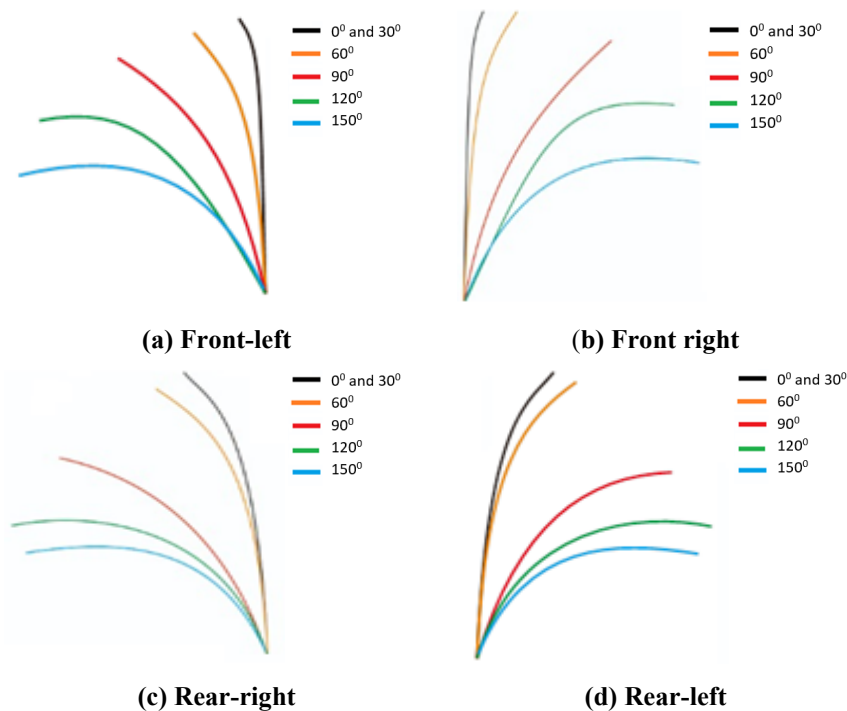 0⁰ and 30⁰
60⁰
90⁰
120⁰
150⁰
(a) Front-left
0⁰ and 30⁰
60⁰
90⁰
120⁰
150⁰
(b) Front right
0⁰ and 30⁰
60⁰
90⁰
120⁰
150⁰
(c) Rear-right
0⁰ and 30⁰
60⁰
90⁰
120⁰
150⁰
(d) Rear-left